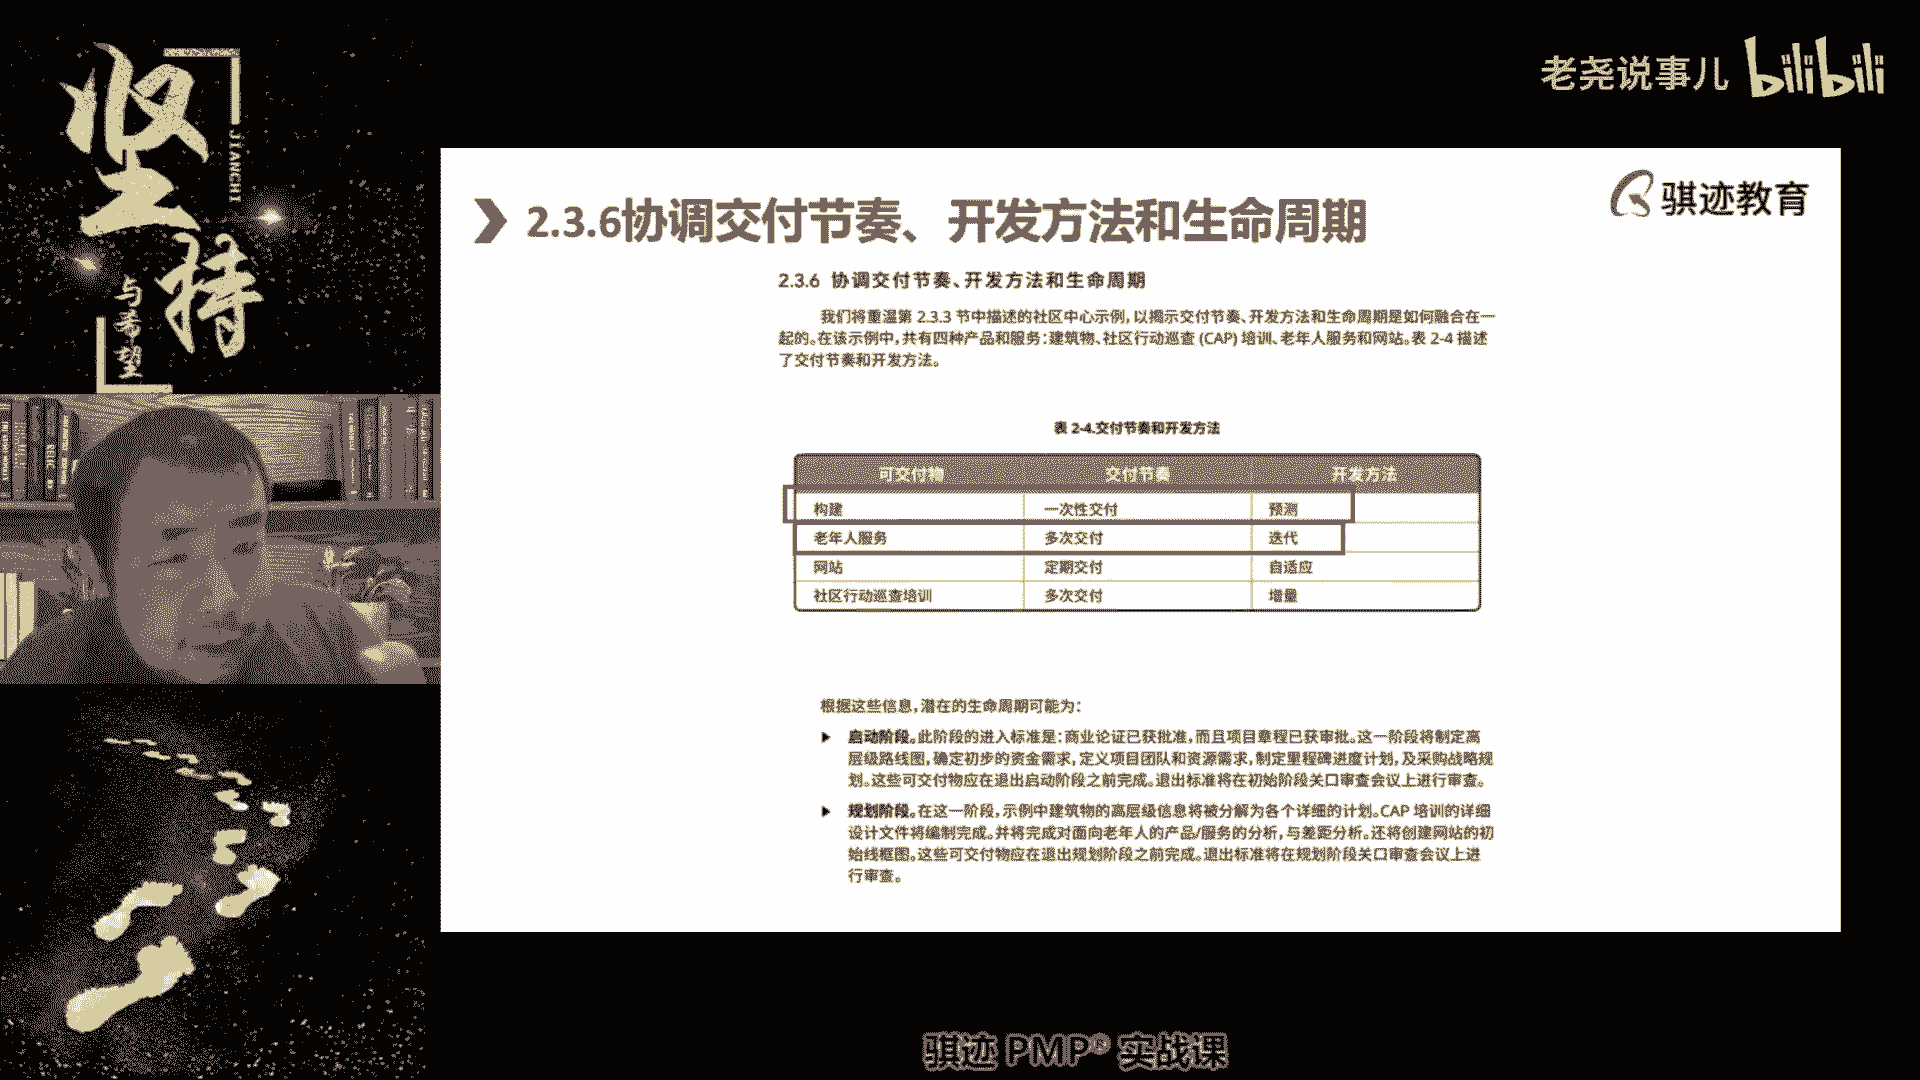 坚持
JIANCHI
与希望
老尧说事儿 bilibili
骐迹教育
2.3.6协调交付节奏、开发方法和生命周期
2.3.6 协调交付节奏、开发方法和生命周期
我们将重温第 2.3.3 节中描述的社区中心示例，以揭示交付节奏、开发方法和生命周期是如何融合在一
起的。在该示例中，共有四种产品和服务：建筑物、社区行动巡查 (CAP) 培训、老年人服务和网站。表 2-4 描述
了交付节奏和开发方法。
表 2-4.交付节奏和开发方法
可交付物 交付节奏 开发方法
构建 一次性交付 预测
老年人服务 多次交付 迭代
网站 定期交付 自适应
社区行动巡查培训 多次交付 增量
根据这些信息，潜在的生命周期可能为：
启动阶段。此阶段的进入标准是：商业论证已获批准，而且项目章程已获审批。这一阶段将制定高
层级路线图，确定初步的资金需求，定义项目团队和资源需求，制定里程碑进度计划，及采购战略规
划。这些可交付物应在退出启动阶段之前完成。退出标准将在初始阶段关口审查会议上进行审查。
规划阶段。在这一阶段，示例中建筑物的高层级信息将被分解为各个详细的计划。CAP 培训的详细
设计文件将编制完成。并将完成对面向老年人的产品/服务的分析，与差距分析。还将创建网站的初
始线框图。这些可交付物应在退出规划阶段之前完成。退出标准将在规划阶段关口审查会议上进
行审查。
骐迹 PMP® 实战课